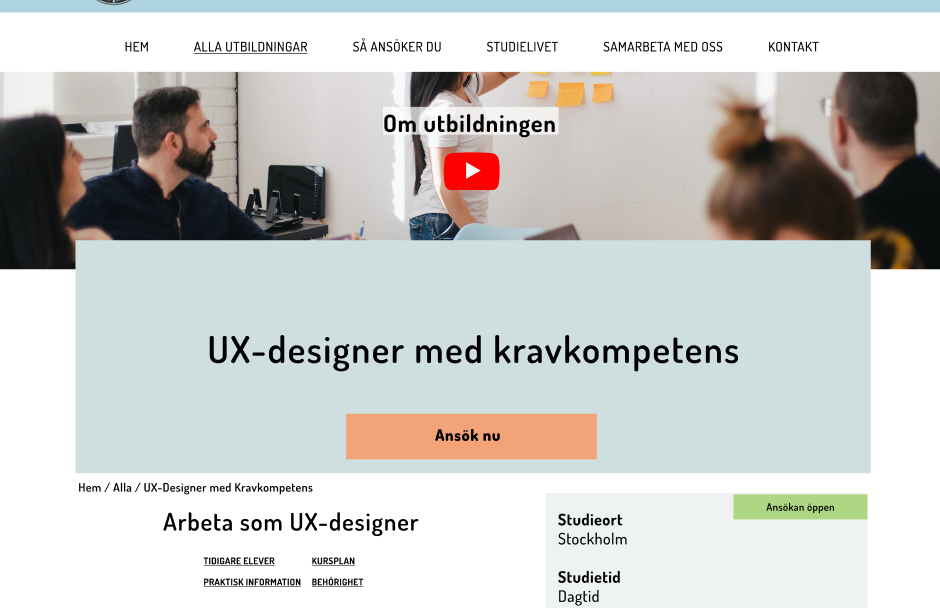 HEM ALLA UTBILDNINGAR SÅ ANSÖKER DU STUDIELIVET SAMARBETA MED OSS KONTAKT
Om utbildningen
UX-designer med kravkompetens
Ansök nu
Hem / Alla / UX-Designer med Kravkompetens
Arbeta som UX-designer
TIDIGARE ELEVER KURSPLAN
PRAKTISK INFORMATION BEHÖRIGHET
Ansökan öppen
Studieort
Stockholm
Studietid
Dagtid